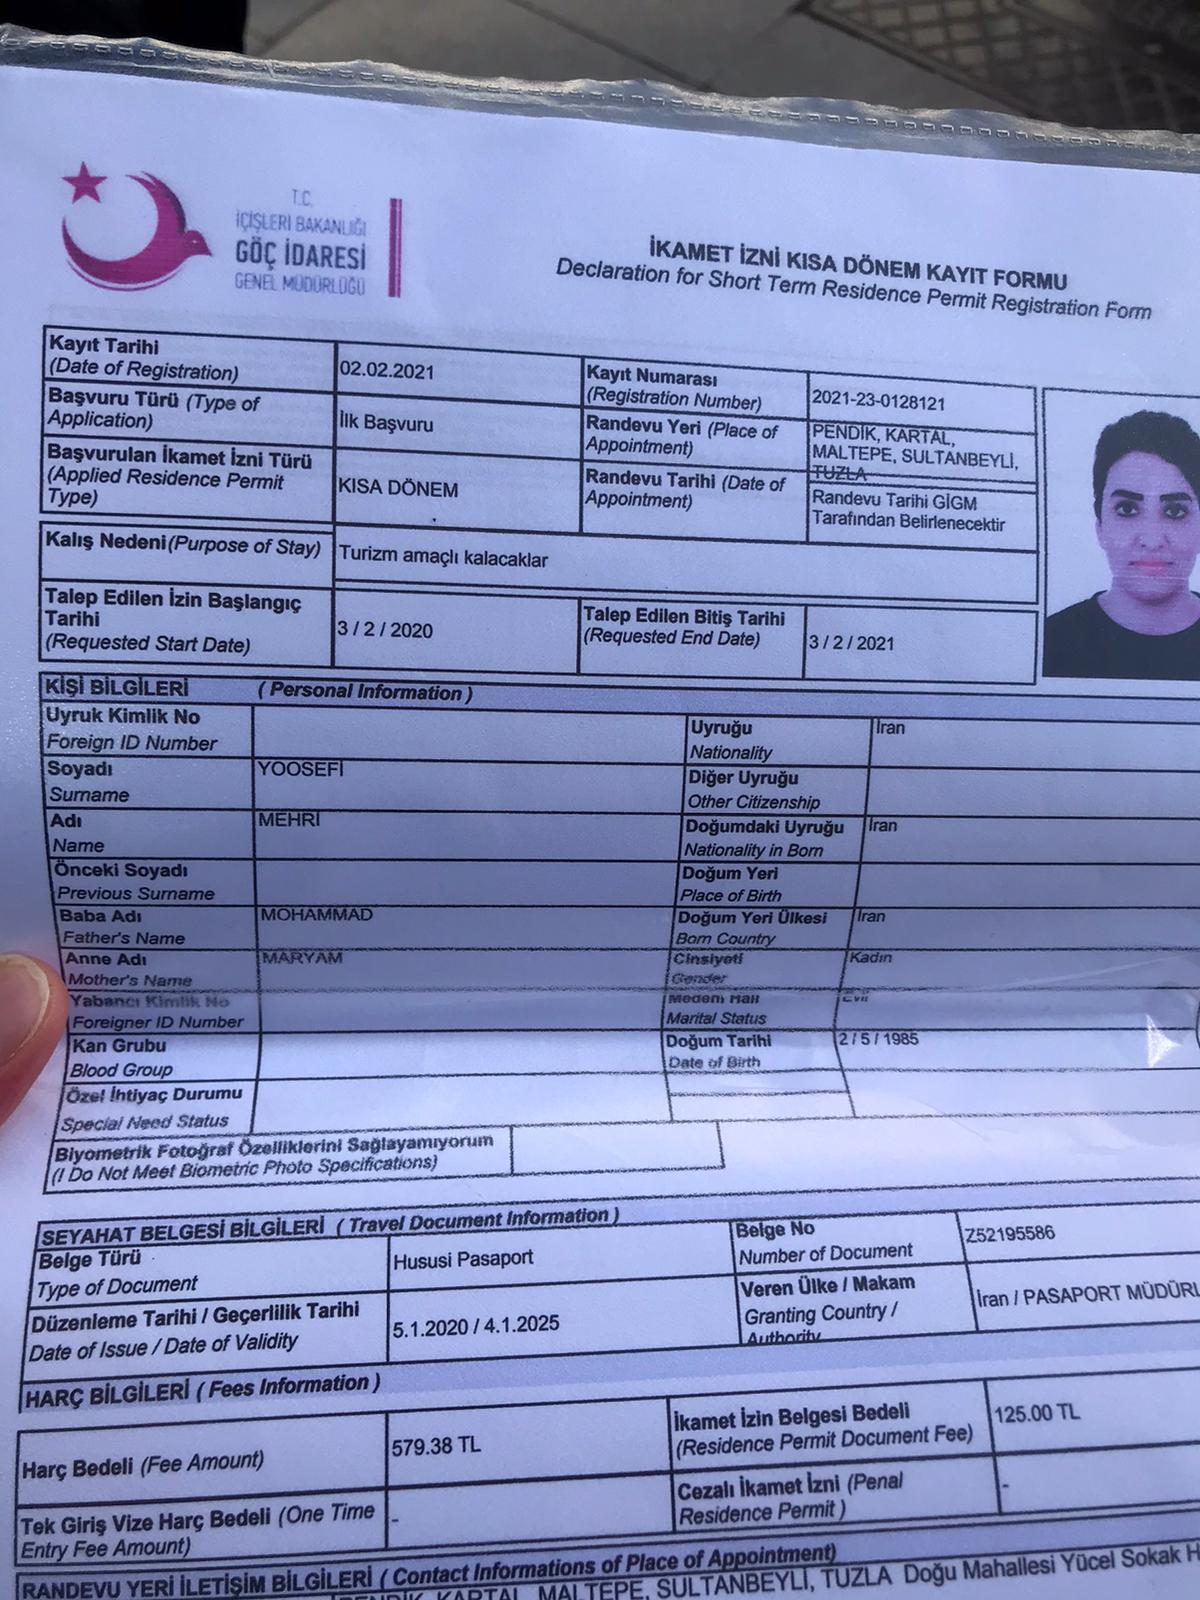 T.C.
İÇİŞLERİ BAKANLIĞI
GÖÇ İDARESİ
GENEL MÜDÜRLÜĞÜ
İKAMET İZNİ KISA DÖNEM KAYIT FORMU
Declaration for Short Term Residence Permit Registration Form
Kayıt Tarihi
(Date of Registration)
02.02.2021
Kayıt Numarası
(Registration Number)
2021-23-0128121
Başvuru Türü (Type of
Application)
İlk Başvuru
Randevu Yeri (Place of
Appointment)
PENDİK, KARTAL,
MALTEPE, SULTANBEYLİ,
TUZLA
Başvurulan İkamet İzni Türü
(Applied Residence Permit
Type)
KISA DÖNEM
Randevu Tarihi (Date of
Appointment)
Randevu Tarihi GİGM
Tarafından Belirlenecektir
Kalış Nedeni(Purpose of Stay)
Turizm amaçlı kalacaklar
Talep Edilen İzin Başlangıç
Tarihi
(Requested Start Date)
3 / 2 / 2020
Talep Edilen Bitiş Tarihi
(Requested End Date)
3 / 2 / 2021
KİŞİ BİLGİLERİ ( Personal Information )
Uyruk Kimlik No
Foreign ID Number
Uyruğu
Nationality
İran
Soyadı
Surname
YOOSEFİ
Diğer Uyruğu
Other Citizenship
Adı
Name
MEHRİ
Doğumdaki Uyruğu
Nationality in Born
İran
Önceki Soyadı
Previous Surname
Doğum Yeri
Place of Birth
Baba Adı
Father's Name
MOHAMMAD
Doğum Yeri Ülkesi
Born Country
İran
Anne Adı
Mother's Name
MARYAM
Cinsiyeti
Gender
Kadın
Yabancı Kimlik No
Foreigner ID Number
Medeni Hali
Marital Status
Evli
Kan Grubu
Blood Group
Doğum Tarihi
Date of Birth
2 / 5 / 1985
Özel İhtiyaç Durumu
Special Need Status
Biyometrik Fotoğraf Özelliklerini Sağlayamıyorum
(I Do Not Meet Biometric Photo Specifications)
SEYAHAT BELGESİ BİLGİLERİ ( Travel Document Information )
Belge Türü
Type of Document
Hususi Pasaport
Belge No
Number of Document
Z52195586
Düzenleme Tarihi / Geçerlilik Tarihi
Date of Issue / Date of Validity
5.1.2020 / 4.1.2025
Veren Ülke / Makam
Granting Country /
Authority
İran / PASAPORT MÜDÜRL
HARÇ BİLGİLERİ ( Fees Information )
Harç Bedeli (Fee Amount)
579.38 TL
İkamet İzin Belgesi Bedeli
(Residence Permit Document Fee)
125.00 TL
Tek Giriş Vize Harç Bedeli (One Time
Entry Fee Amount)
-
Cezalı İkamet İzni (Penal
Residence Permit )
-
RANDEVU YERİ İLETİŞİM BİLGİLERİ ( Contact Informations of Place of Appointment)
PENDİK, KARTAL, MALTEPE, SULTANBEYLİ, TUZLA Doğu Mahallesi Yücel Sokak H